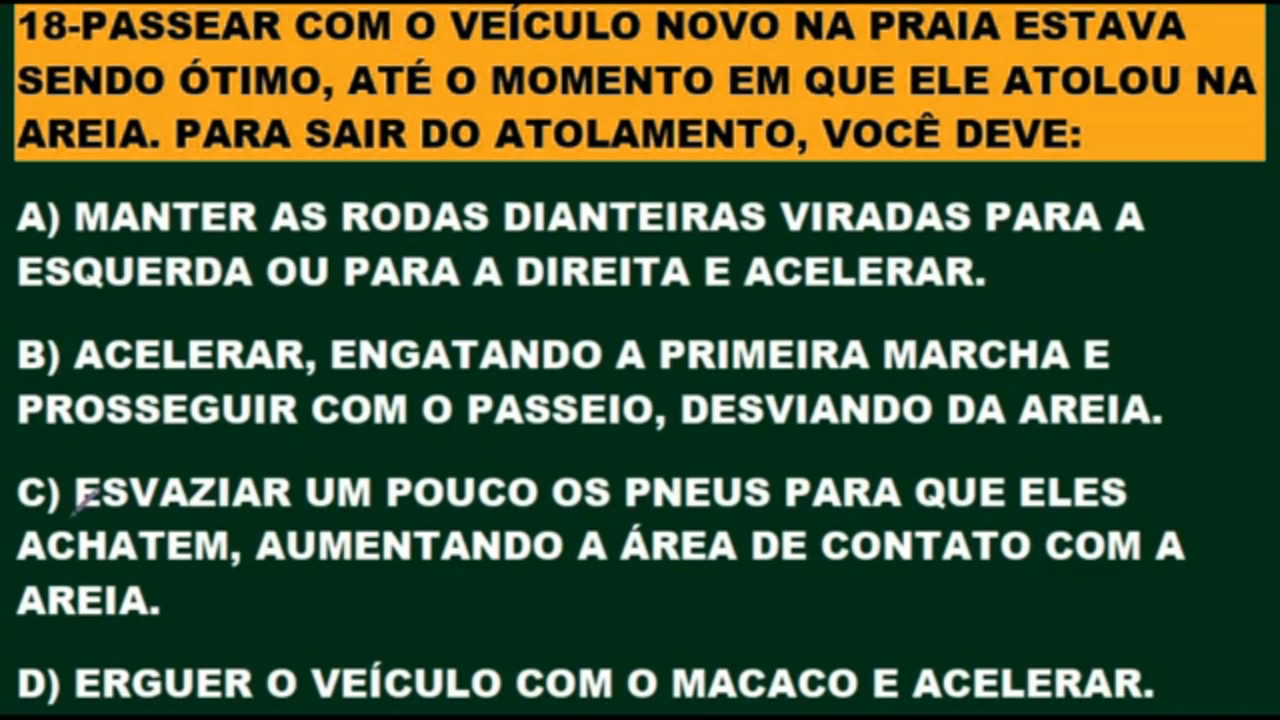 18-PASSEAR COM O VEÍCULO NOVO NA PRAIA ESTAVA
SENDO ÓTIMO, ATÉ O MOMENTO EM QUE ELE ATOLOU NA
AREIA. PARA SAIR DO ATOLAMENTO, VOCÊ DEVE:
A) MANTER AS RODAS DIANTEIRAS VIRADAS PARA A
ESQUERDA OU PARA A DIREITA E ACELERAR.
B) ACELERAR, ENGATANDO A PRIMEIRA MARCHA E
PROSSEGUIR COM O PASSEIO, DESVIANDO DA AREIA.
C) ESVAZIAR UM POUCO OS PNEUS PARA QUE ELES
ACHATEM, AUMENTANDO A ÁREA DE CONTATO COM A
AREIA.
D) ERGUER O VEÍCULO COM O MACACO E ACELERAR.